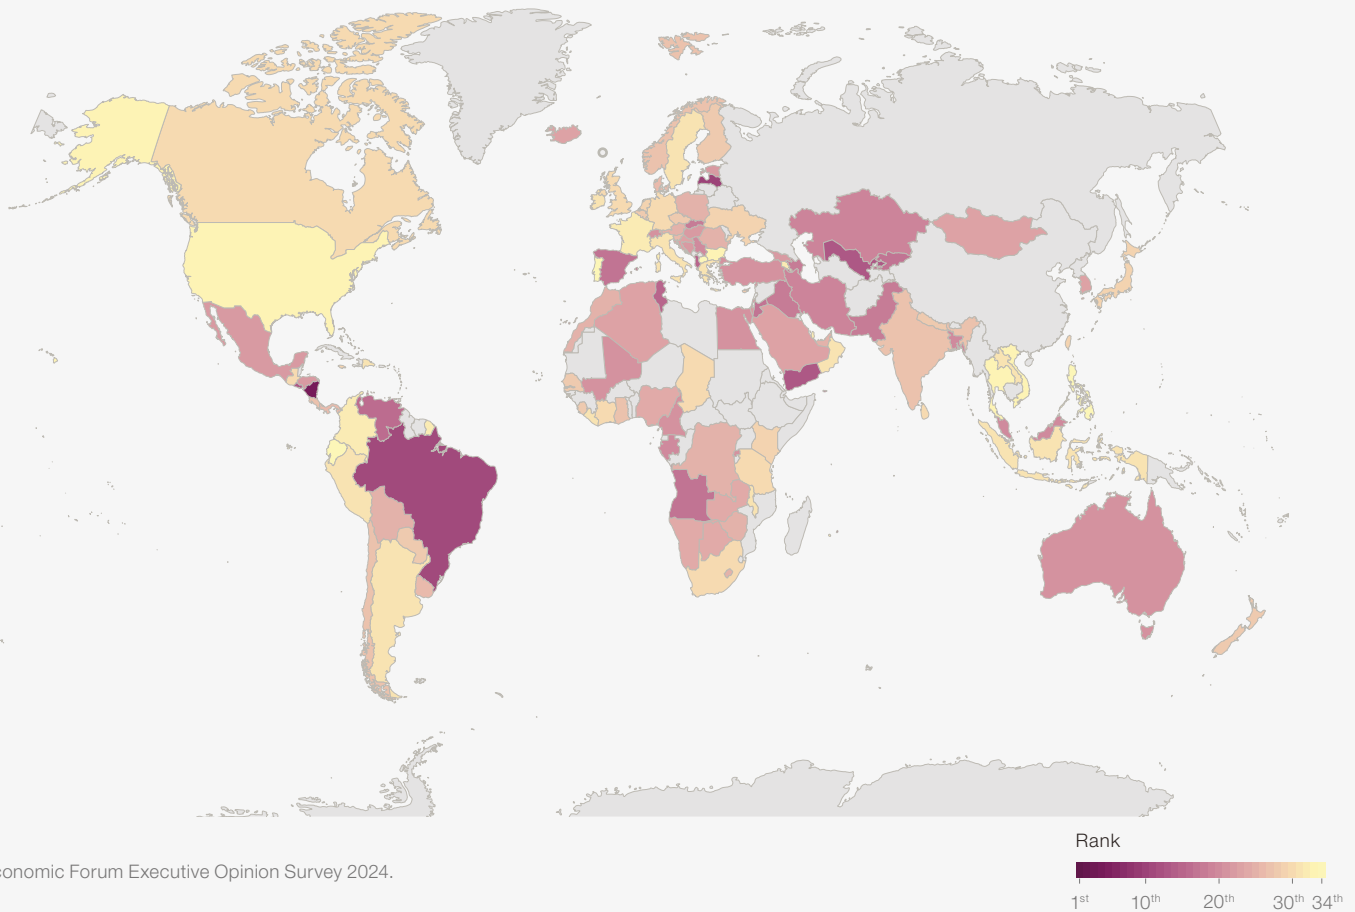 Rank
conomic Forum Executive Opinion Survey 2024.
1st 10th 20th 30th 34th